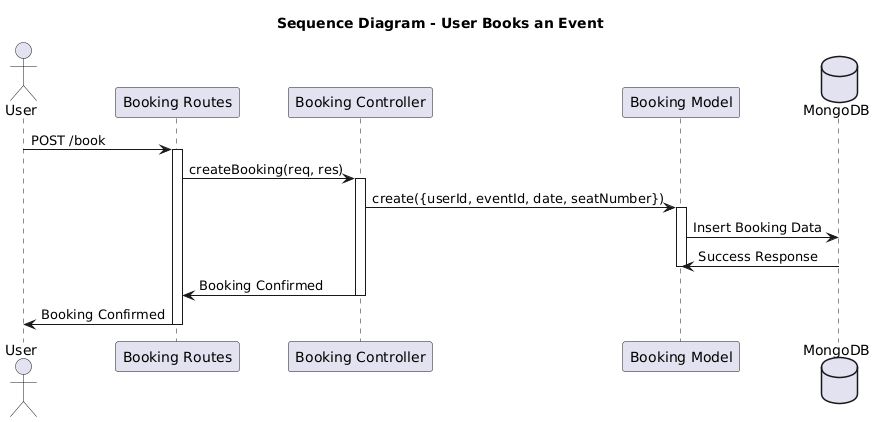 Sequence Diagram - User Books an Event
User
Booking Routes
Booking Controller
Booking Model
MongoDB
POST /book
createBooking(req, res)
create({userId, eventId, date, seatNumber})
Insert Booking Data
Success Response
Booking Confirmed
Booking Confirmed
User
Booking Routes
Booking Controller
Booking Model
MongoDB